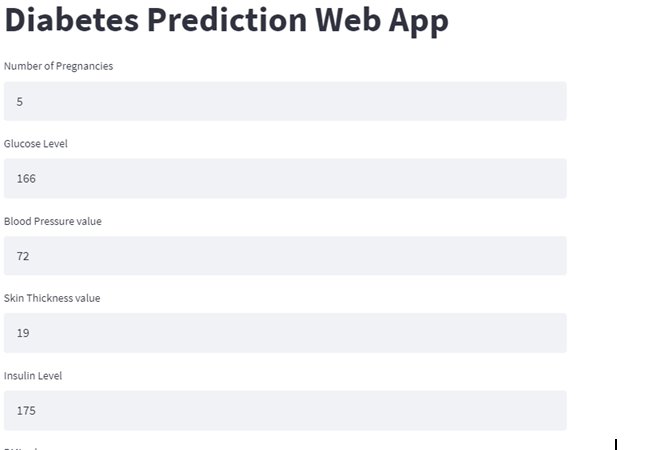 Diabetes Prediction Web App
Number of Pregnancies
5
Glucose Level
166
Blood Pressure value
72
Skin Thickness value
19
Insulin Level
175